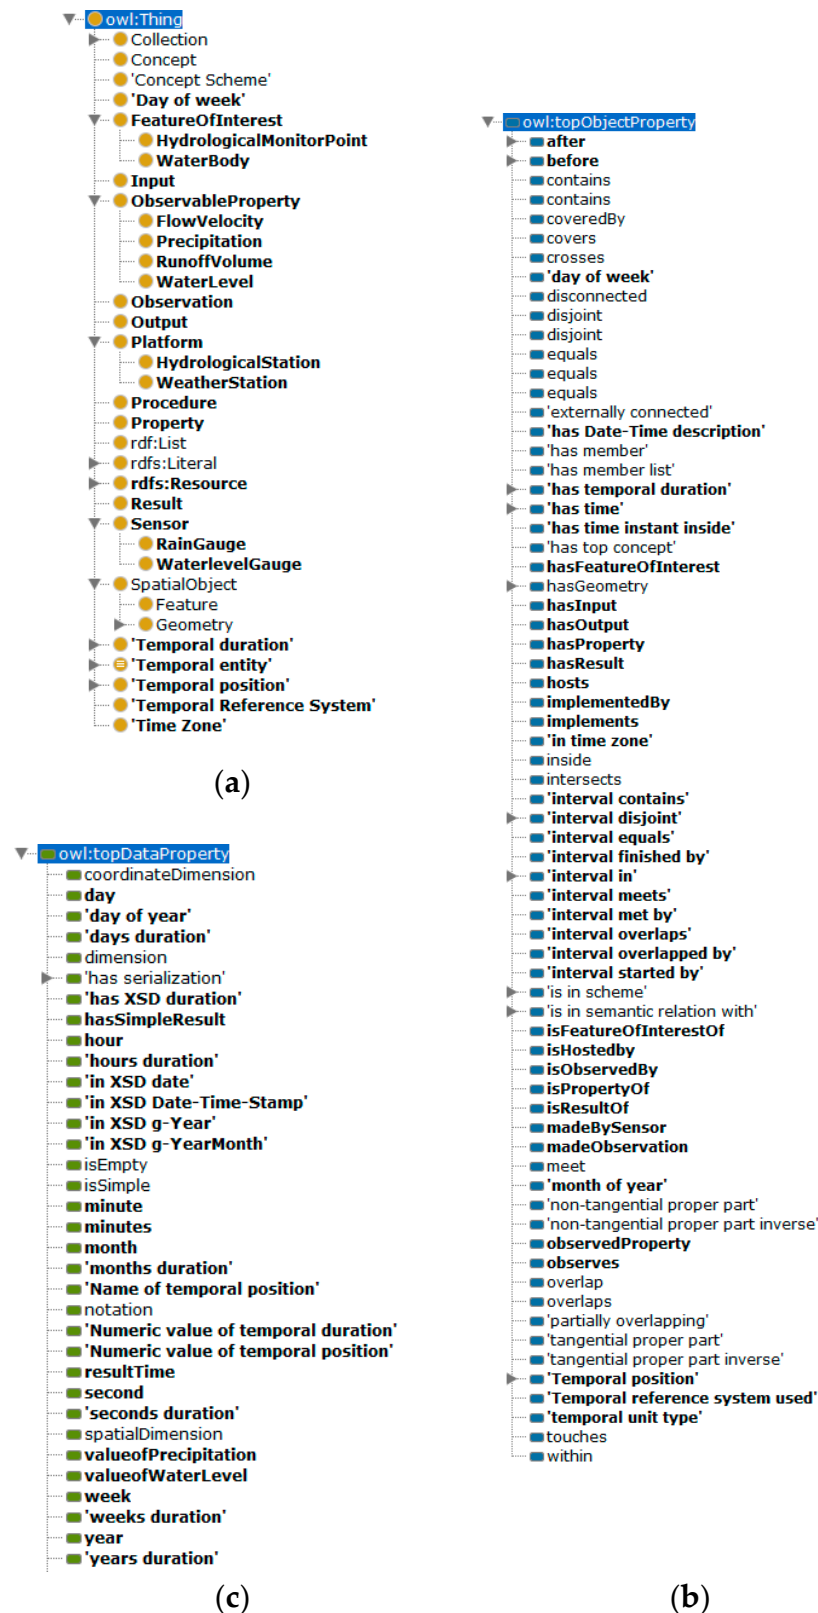 owl:Thing
Collection
Concept
'Concept Scheme'
'Day of week'
FeatureOfInterest
HydrologicalMonitorPoint
WaterBody
Input
ObservableProperty
FlowVelocity
Precipitation
RunoffVolume
WaterLevel
Observation
Output
Platform
HydrologicalStation
WeatherStation
Procedure
Property
rdf:List
rdfs:Literal
rdfs:Resource
Result
Sensor
RainGauge
WaterlevelGauge
SpatialObject
Feature
Geometry
'Temporal duration'
'Temporal entity'
'Temporal position'
'Temporal Reference System'
'Time Zone'
(a)
owl:topObjectProperty
after
before
contains
contains
coveredBy
covers
crosses
'day of week'
disconnected
disjoint
disjoint
equals
equals
equals
'externally connected'
'has Date-Time description'
'has member'
'has member list'
'has temporal duration'
'has time'
'has time instant inside'
'has top concept'
hasFeatureOfInterest
hasGeometry
hasInput
hasOutput
hasProperty
hasResult
hosts
implementedBy
implements
'in time zone'
inside
intersects
'interval contains'
'interval disjoint'
'interval equals'
'interval finished by'
'interval in'
'interval meets'
'interval met by'
'interval overlaps'
'interval overlapped by'
'interval started by'
'is in scheme'
'is in semantic relation with'
isFeatureOfInterestOf
isHostedby
isObservedBy
isPropertyOf
isResultOf
madeBySensor
madeObservation
meet
'month of year'
'non-tangential proper part'
'non-tangential proper part inverse'
observedProperty
observes
overlap
overlaps
'partially overlapping'
'tangential proper part'
'tangential proper part inverse'
'Temporal position'
'Temporal reference system used'
'temporal unit type'
touches
within
(b)
owl:topDataProperty
coordinateDimension
day
'day of year'
'days duration'
dimension
'has serialization'
'has XSD duration'
hasSimpleResult
hour
'hours duration'
'in XSD date'
'in XSD Date-Time-Stamp'
'in XSD g-Year'
'in XSD g-YearMonth'
isEmpty
isSimple
minute
minutes
month
'months duration'
'Name of temporal position'
notation
'Numeric value of temporal duration'
'Numeric value of temporal position'
resultTime
second
'seconds duration'
spatialDimension
valueofPrecipitation
valueofWaterLevel
week
'weeks duration'
year
'years duration'
(c)